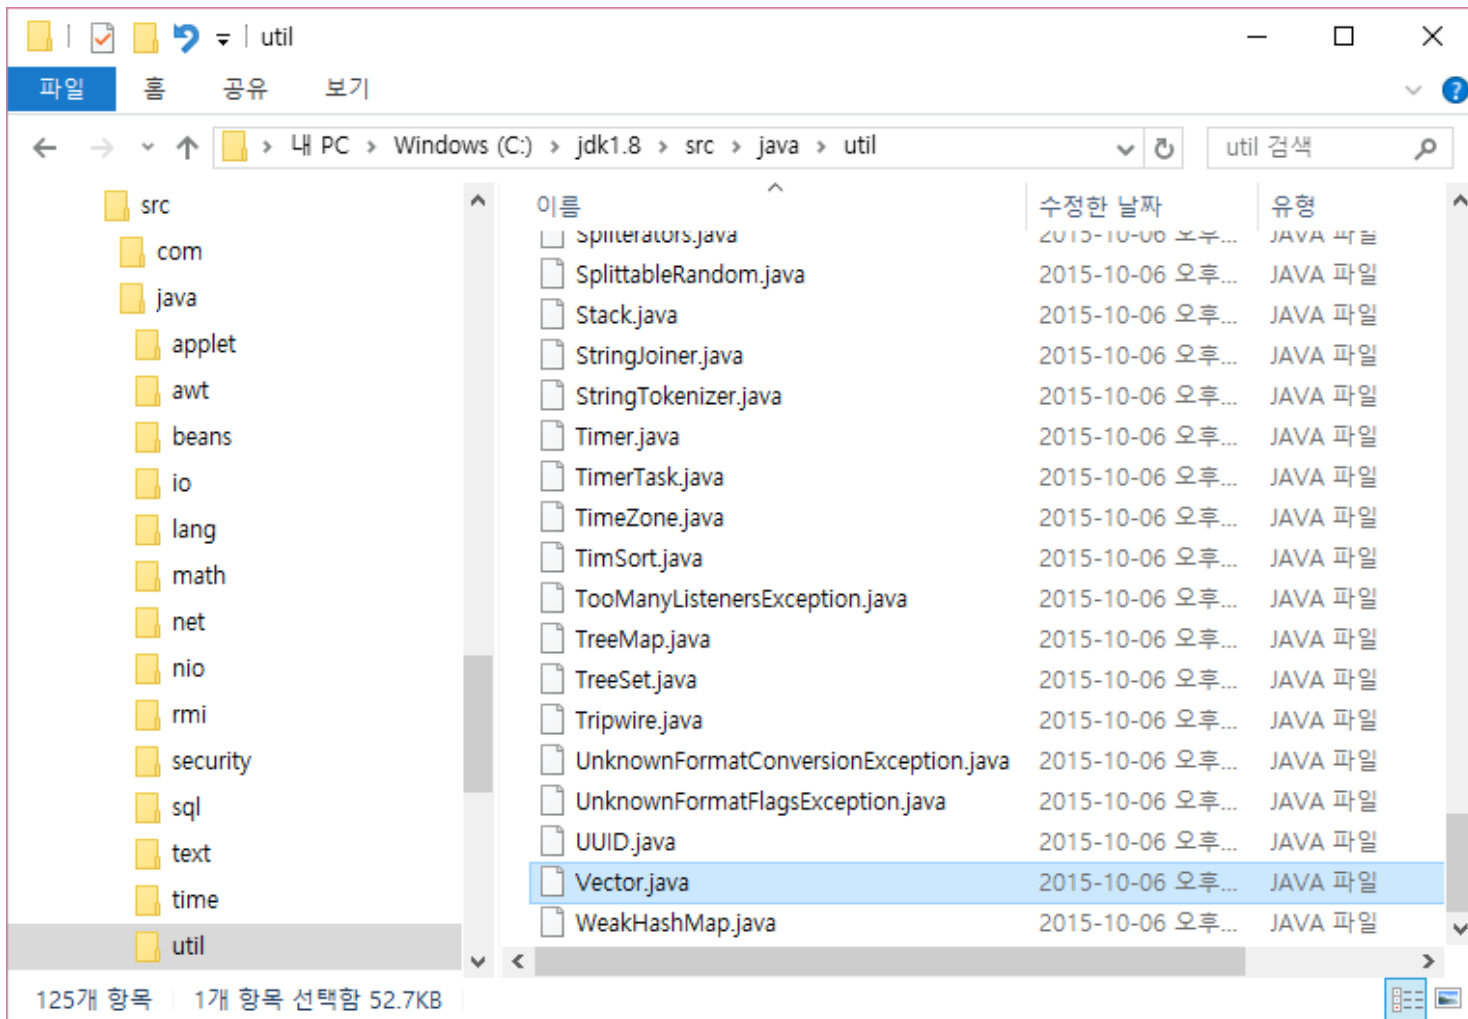 util
파일 홈 공유 보기
내 PC > Windows (C:) > jdk1.8 > src > java > util
util 검색
src
com
java
applet
awt
beans
io
lang
math
net
nio
rmi
security
sql
text
time
util
이름 수정한 날짜 유형
Spliterators.java 2015-10-06 오후... JAVA 파일
SplittableRandom.java 2015-10-06 오후... JAVA 파일
Stack.java 2015-10-06 오후... JAVA 파일
StringJoiner.java 2015-10-06 오후... JAVA 파일
StringTokenizer.java 2015-10-06 오후... JAVA 파일
Timer.java 2015-10-06 오후... JAVA 파일
TimerTask.java 2015-10-06 오후... JAVA 파일
TimeZone.java 2015-10-06 오후... JAVA 파일
TimSort.java 2015-10-06 오후... JAVA 파일
TooManyListenersException.java 2015-10-06 오후... JAVA 파일
TreeMap.java 2015-10-06 오후... JAVA 파일
TreeSet.java 2015-10-06 오후... JAVA 파일
Tripwire.java 2015-10-06 오후... JAVA 파일
UnknownFormatConversionException.java 2015-10-06 오후... JAVA 파일
UnknownFormatFlagsException.java 2015-10-06 오후... JAVA 파일
UUID.java 2015-10-06 오후... JAVA 파일
Vector.java 2015-10-06 오후... JAVA 파일
WeakHashMap.java 2015-10-06 오후... JAVA 파일
125개 항목 1개 항목 선택함 52.7KB